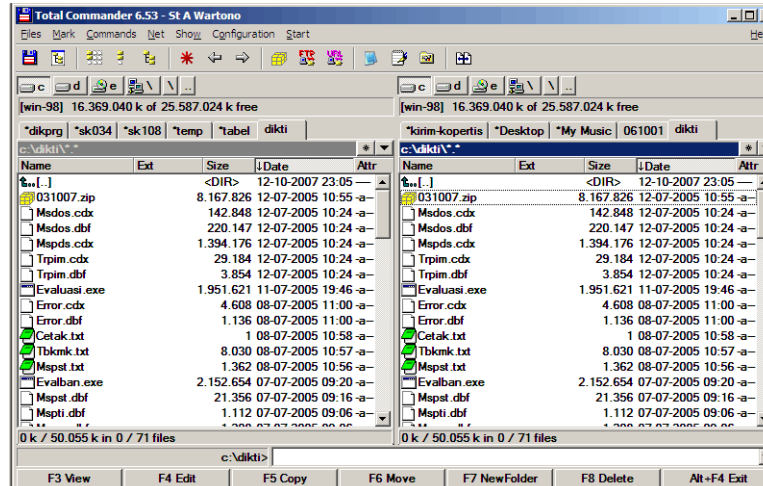 Total Commander 6.53 - St A Wartono
Files Mark Commands Net Show Configuration Start He
c d e \ \ ..
c d e \ \ ..
[win-98] 16.369.040 k of 25.587.024 k free
[win-98] 16.369.040 k of 25.587.024 k free
*dikprg *sk034 *sk108 *temp *tabel dikti
*kirim-kopertis *Desktop *My Music 061001 dikti
c:\dikti\*.* * ▼
c:\dikti\*.* *
Name Ext Size ↓Date Attr
[..] <DIR> 12-10-2007 23:05 —
031007.zip 8.167.826 12-07-2005 10:55 -a–
Msdos.cdx 142.848 12-07-2005 10:24 -a–
Msdos.dbf 220.147 12-07-2005 10:24 -a–
Mspds.cdx 1.394.176 12-07-2005 10:24 -a–
Trpim.cdx 29.184 12-07-2005 10:24 -a–
Trpim.dbf 3.854 12-07-2005 10:24 -a–
Evaluasi.exe 1.951.621 11-07-2005 19:46 -a–
Error.cdx 4.608 08-07-2005 11:00 -a–
Error.dbf 1.136 08-07-2005 11:00 -a–
Cetak.txt 1 08-07-2005 10:58 -a–
Tbkmk.txt 8.030 08-07-2005 10:57 -a–
Mspst.txt 1.362 08-07-2005 10:56 -a–
Evalban.exe 2.152.654 07-07-2005 09:20 -a–
Mspst.dbf 21.356 07-07-2005 09:16 -a–
Mspti.dbf 1.112 07-07-2005 09:06 -a–
0 k / 50.055 k in 0 / 71 files
Name Ext Size ↓Date Attr
[..] <DIR> 12-10-2007 23:05 —
031007.zip 8.167.826 12-07-2005 10:55 -a–
Msdos.cdx 142.848 12-07-2005 10:24 -a–
Msdos.dbf 220.147 12-07-2005 10:24 -a–
Mspds.cdx 1.394.176 12-07-2005 10:24 -a–
Trpim.cdx 29.184 12-07-2005 10:24 -a–
Trpim.dbf 3.854 12-07-2005 10:24 -a–
Evaluasi.exe 1.951.621 11-07-2005 19:46 -a–
Error.cdx 4.608 08-07-2005 11:00 -a–
Error.dbf 1.136 08-07-2005 11:00 -a–
Cetak.txt 1 08-07-2005 10:58 -a–
Tbkmk.txt 8.030 08-07-2005 10:57 -a–
Mspst.txt 1.362 08-07-2005 10:56 -a–
Evalban.exe 2.152.654 07-07-2005 09:20 -a–
Mspst.dbf 21.356 07-07-2005 09:16 -a–
Mspti.dbf 1.112 07-07-2005 09:06 -a–
0 k / 50.055 k in 0 / 71 files
c:\dikti>
F3 View F4 Edit F5 Copy F6 Move F7 NewFolder F8 Delete Alt+F4 Exit